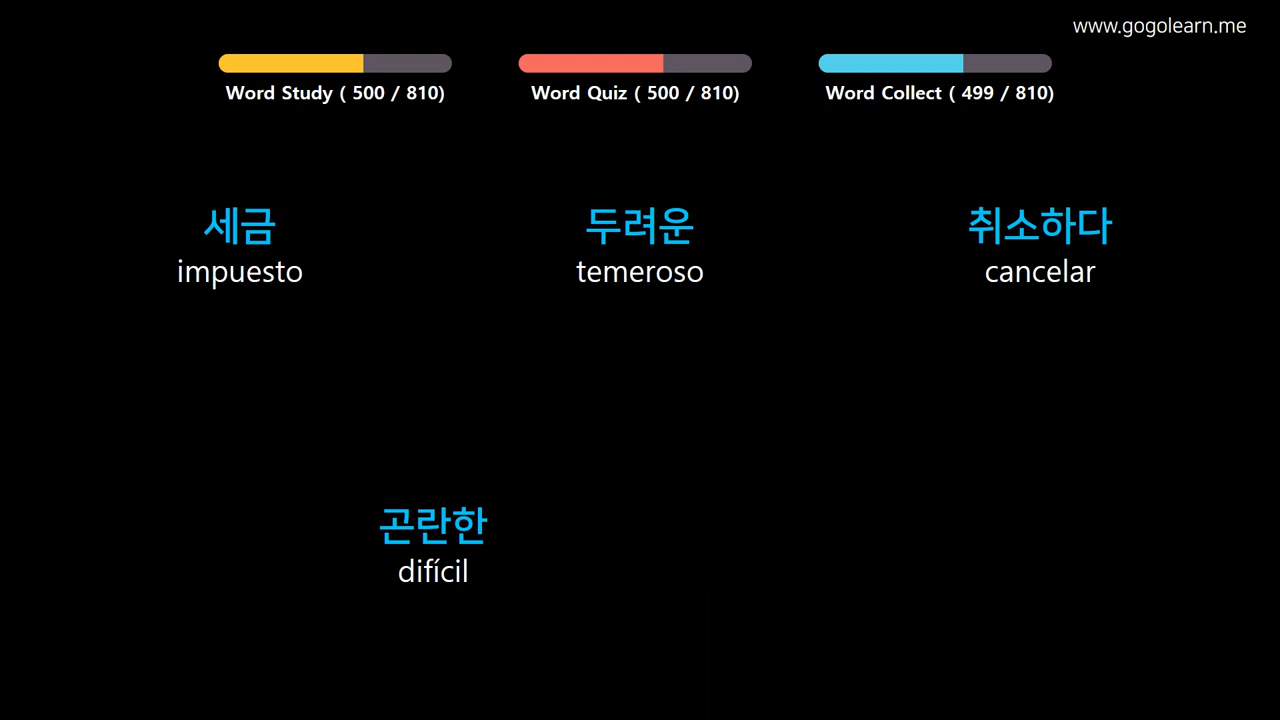 www.gogolearn.me
Word Study ( 500 / 810)
Word Quiz ( 500 / 810)
Word Collect ( 499 / 810)
세금
impuesto
두려운
temeroso
취소하다
cancelar
곤란한
difícil